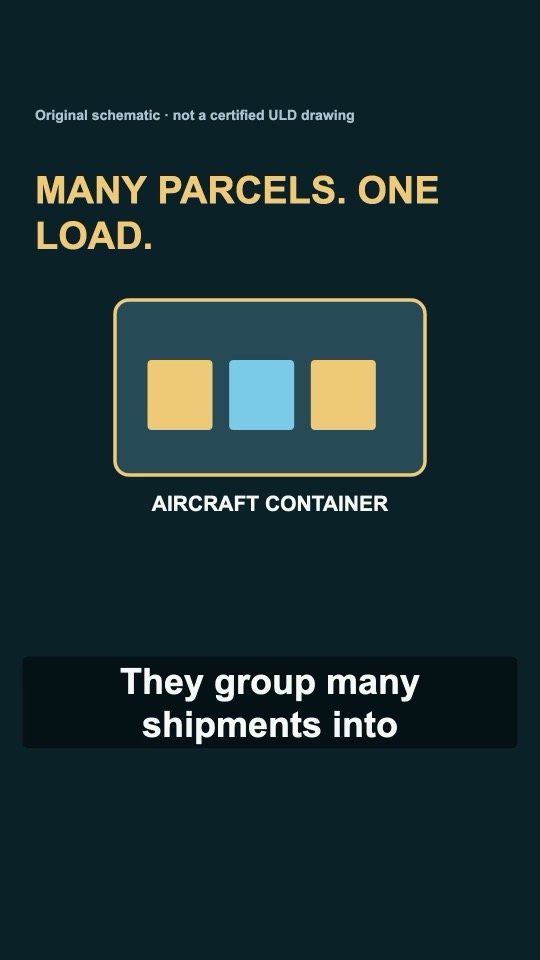 Original schematic · not a certified ULD drawing
MANY PARCELS. ONE
LOAD.
AIRCRAFT CONTAINER
They group many
shipments into